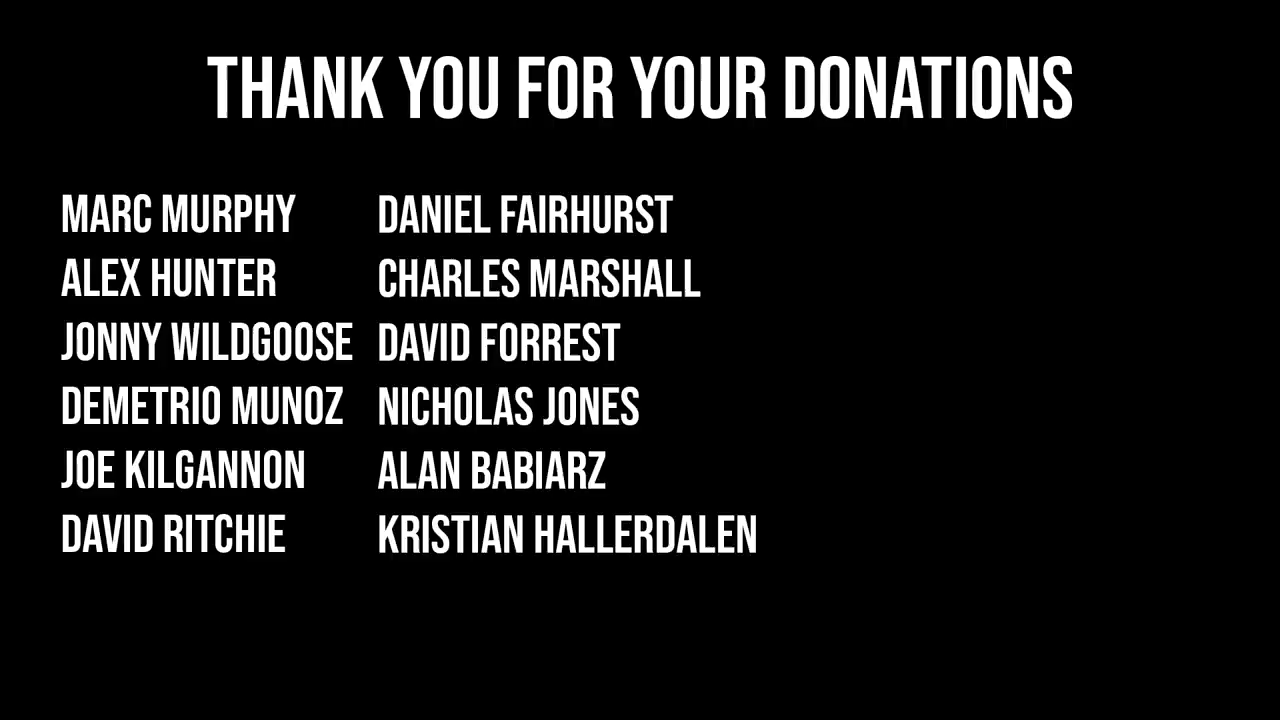 THANK YOU FOR YOUR DONATIONS
MARC MURPHY
ALEX HUNTER
JONNY WILDGOOSE
DEMETRIO MUNOZ
JOE KILGANNON
DAVID RITCHIE
DANIEL FAIRHURST
CHARLES MARSHALL
DAVID FORREST
NICHOLAS JONES
ALAN BABIARZ
KRISTIAN HALLERDALEN